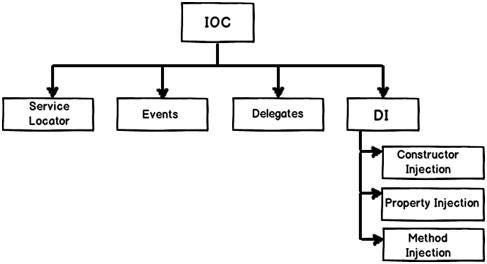 IOC
Service
Locator
Events
Delegates
DI
Constructor
Injection
Property Injection
Method
Injection